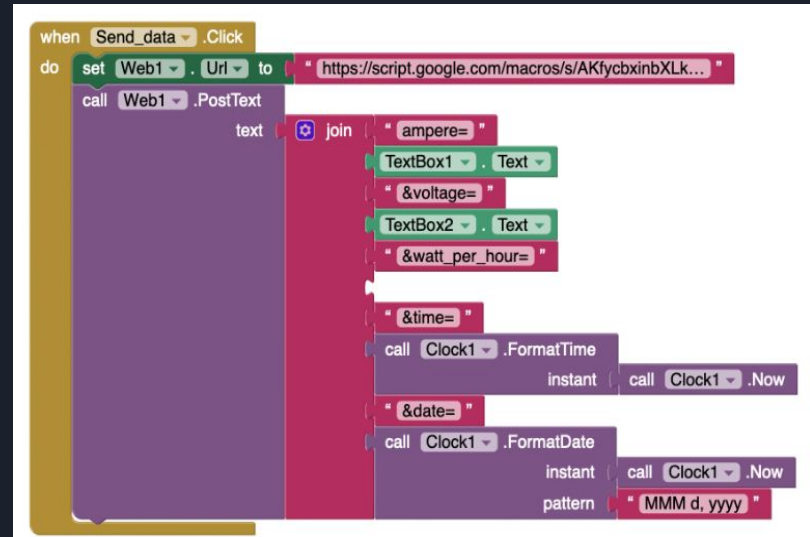 when Send_data .Click
do set Web1 . Url to " https://script.google.com/macros/s/AKfycbxinbXLk... "
call Web1 .PostText
text join " ampere= "
TextBox1 . Text
" &voltage= "
TextBox2 . Text
" &watt_per_hour= "
" &time= "
call Clock1 .FormatTime
instant call Clock1 .Now
" &date= "
call Clock1 .FormatDate
instant call Clock1 .Now
pattern " MMM d, yyyy "